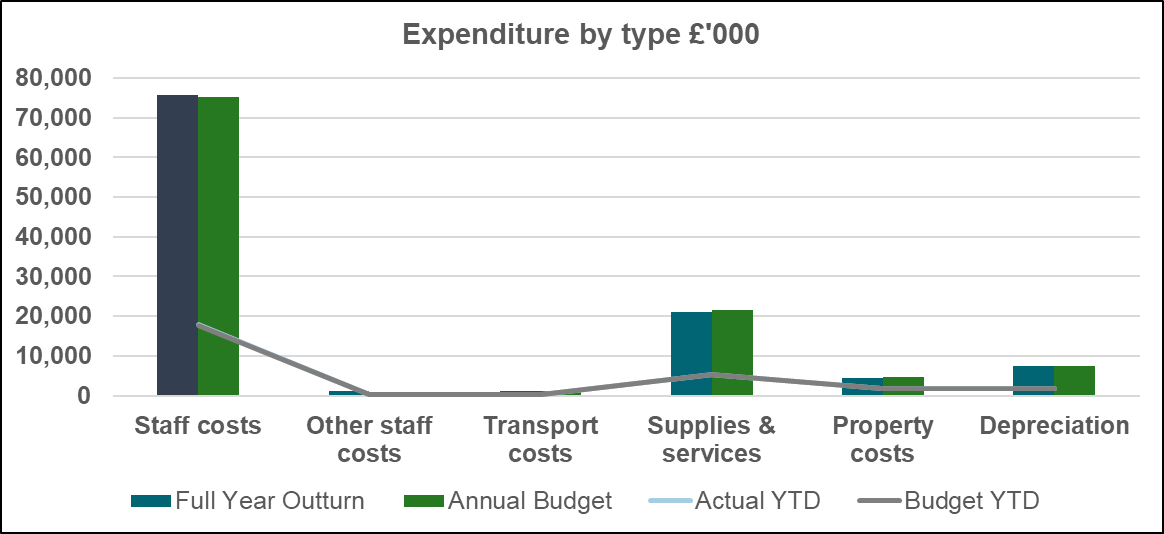 Expenditure by type £'000
80,000
70,000
60,000
50,000
40,000
30,000
20,000
10,000
0
Staff costs
Other staff costs
Transport costs
Supplies & services
Property costs
Depreciation
Full Year Outturn
Annual Budget
Actual YTD
Budget YTD